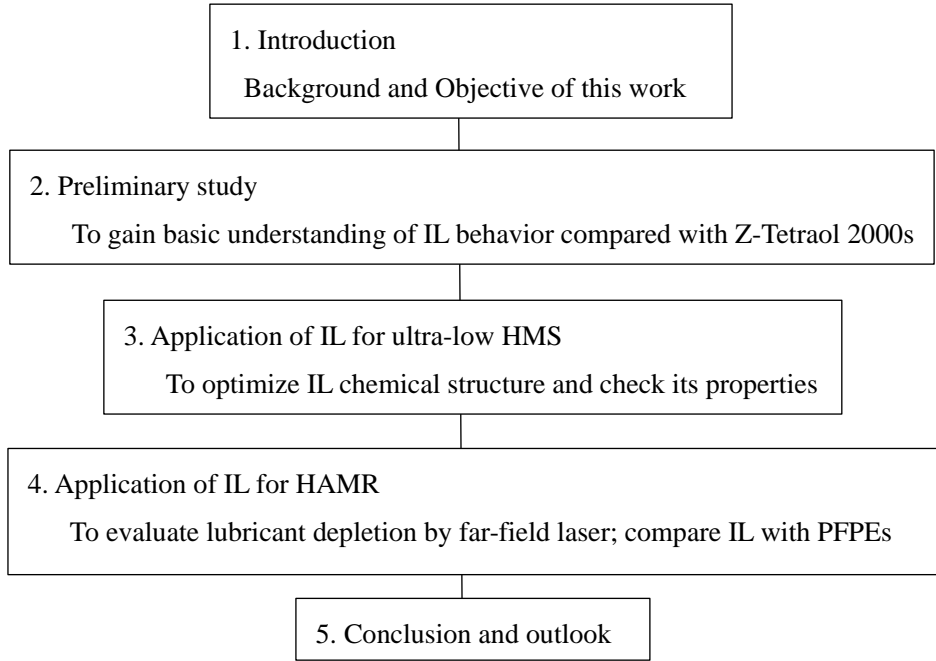 1. Introduction
Background and Objective of this work
2. Preliminary study
To gain basic understanding of IL behavior compared with Z-Tetraol 2000s
3. Application of IL for ultra-low HMS
To optimize IL chemical structure and check its properties
4. Application of IL for HAMR
To evaluate lubricant depletion by far-field laser; compare IL with PFPEs
5. Conclusion and outlook